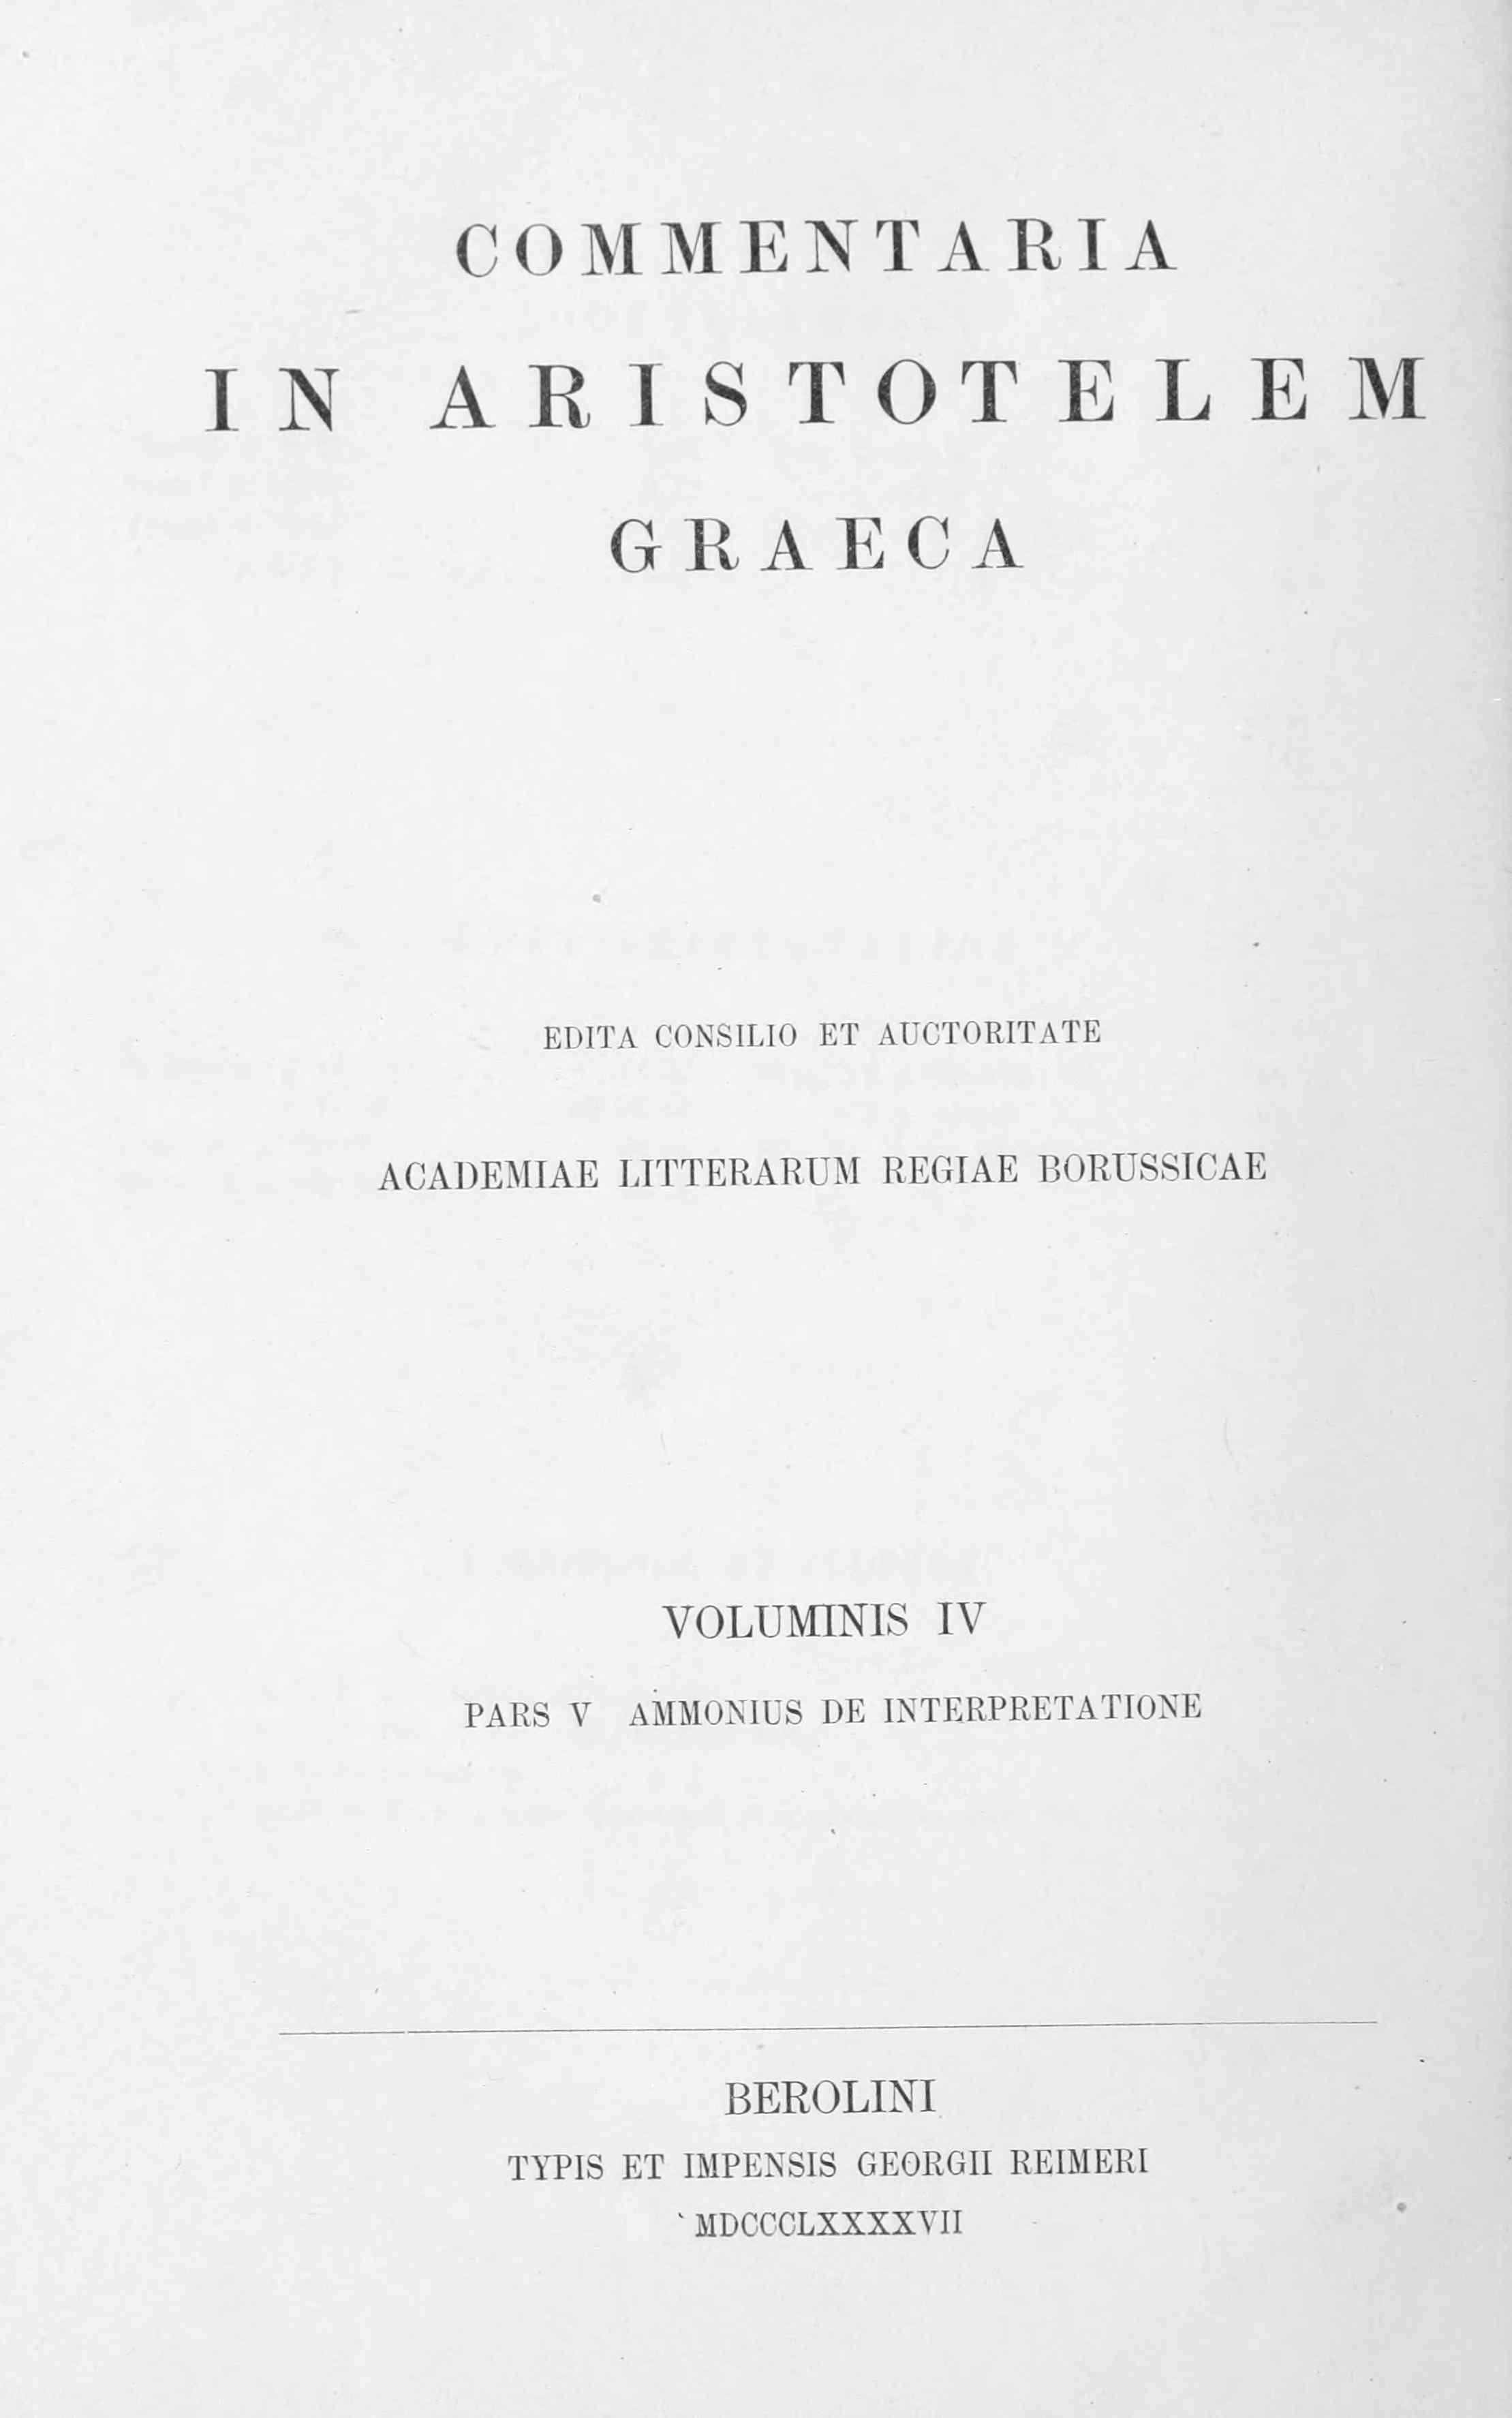 COMMENTARIA
IN ARISTOTELEM
GRAECA
EDITA CONSILIO ET AUCTORITATE
ACADEMIAE LITTERARUM REGIAE BORUSSICAE
VOLUMINIS IV
PARS V AMMONIUS DE INTERPRETATIONE
BEROLINI
TYPIS ET IMPENSIS GEORGII REIMERI
MDCCCLXXXXVII